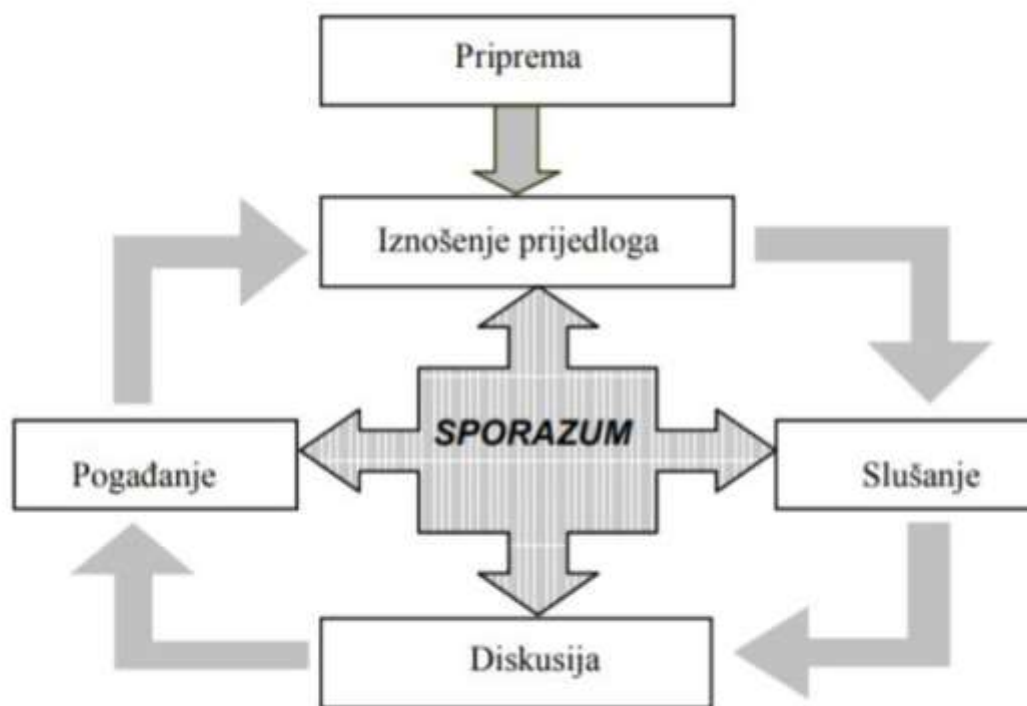 Priprema
Iznošenje prijedloga
SPORAZUM
Pogađanje
Slušanje
Diskusija